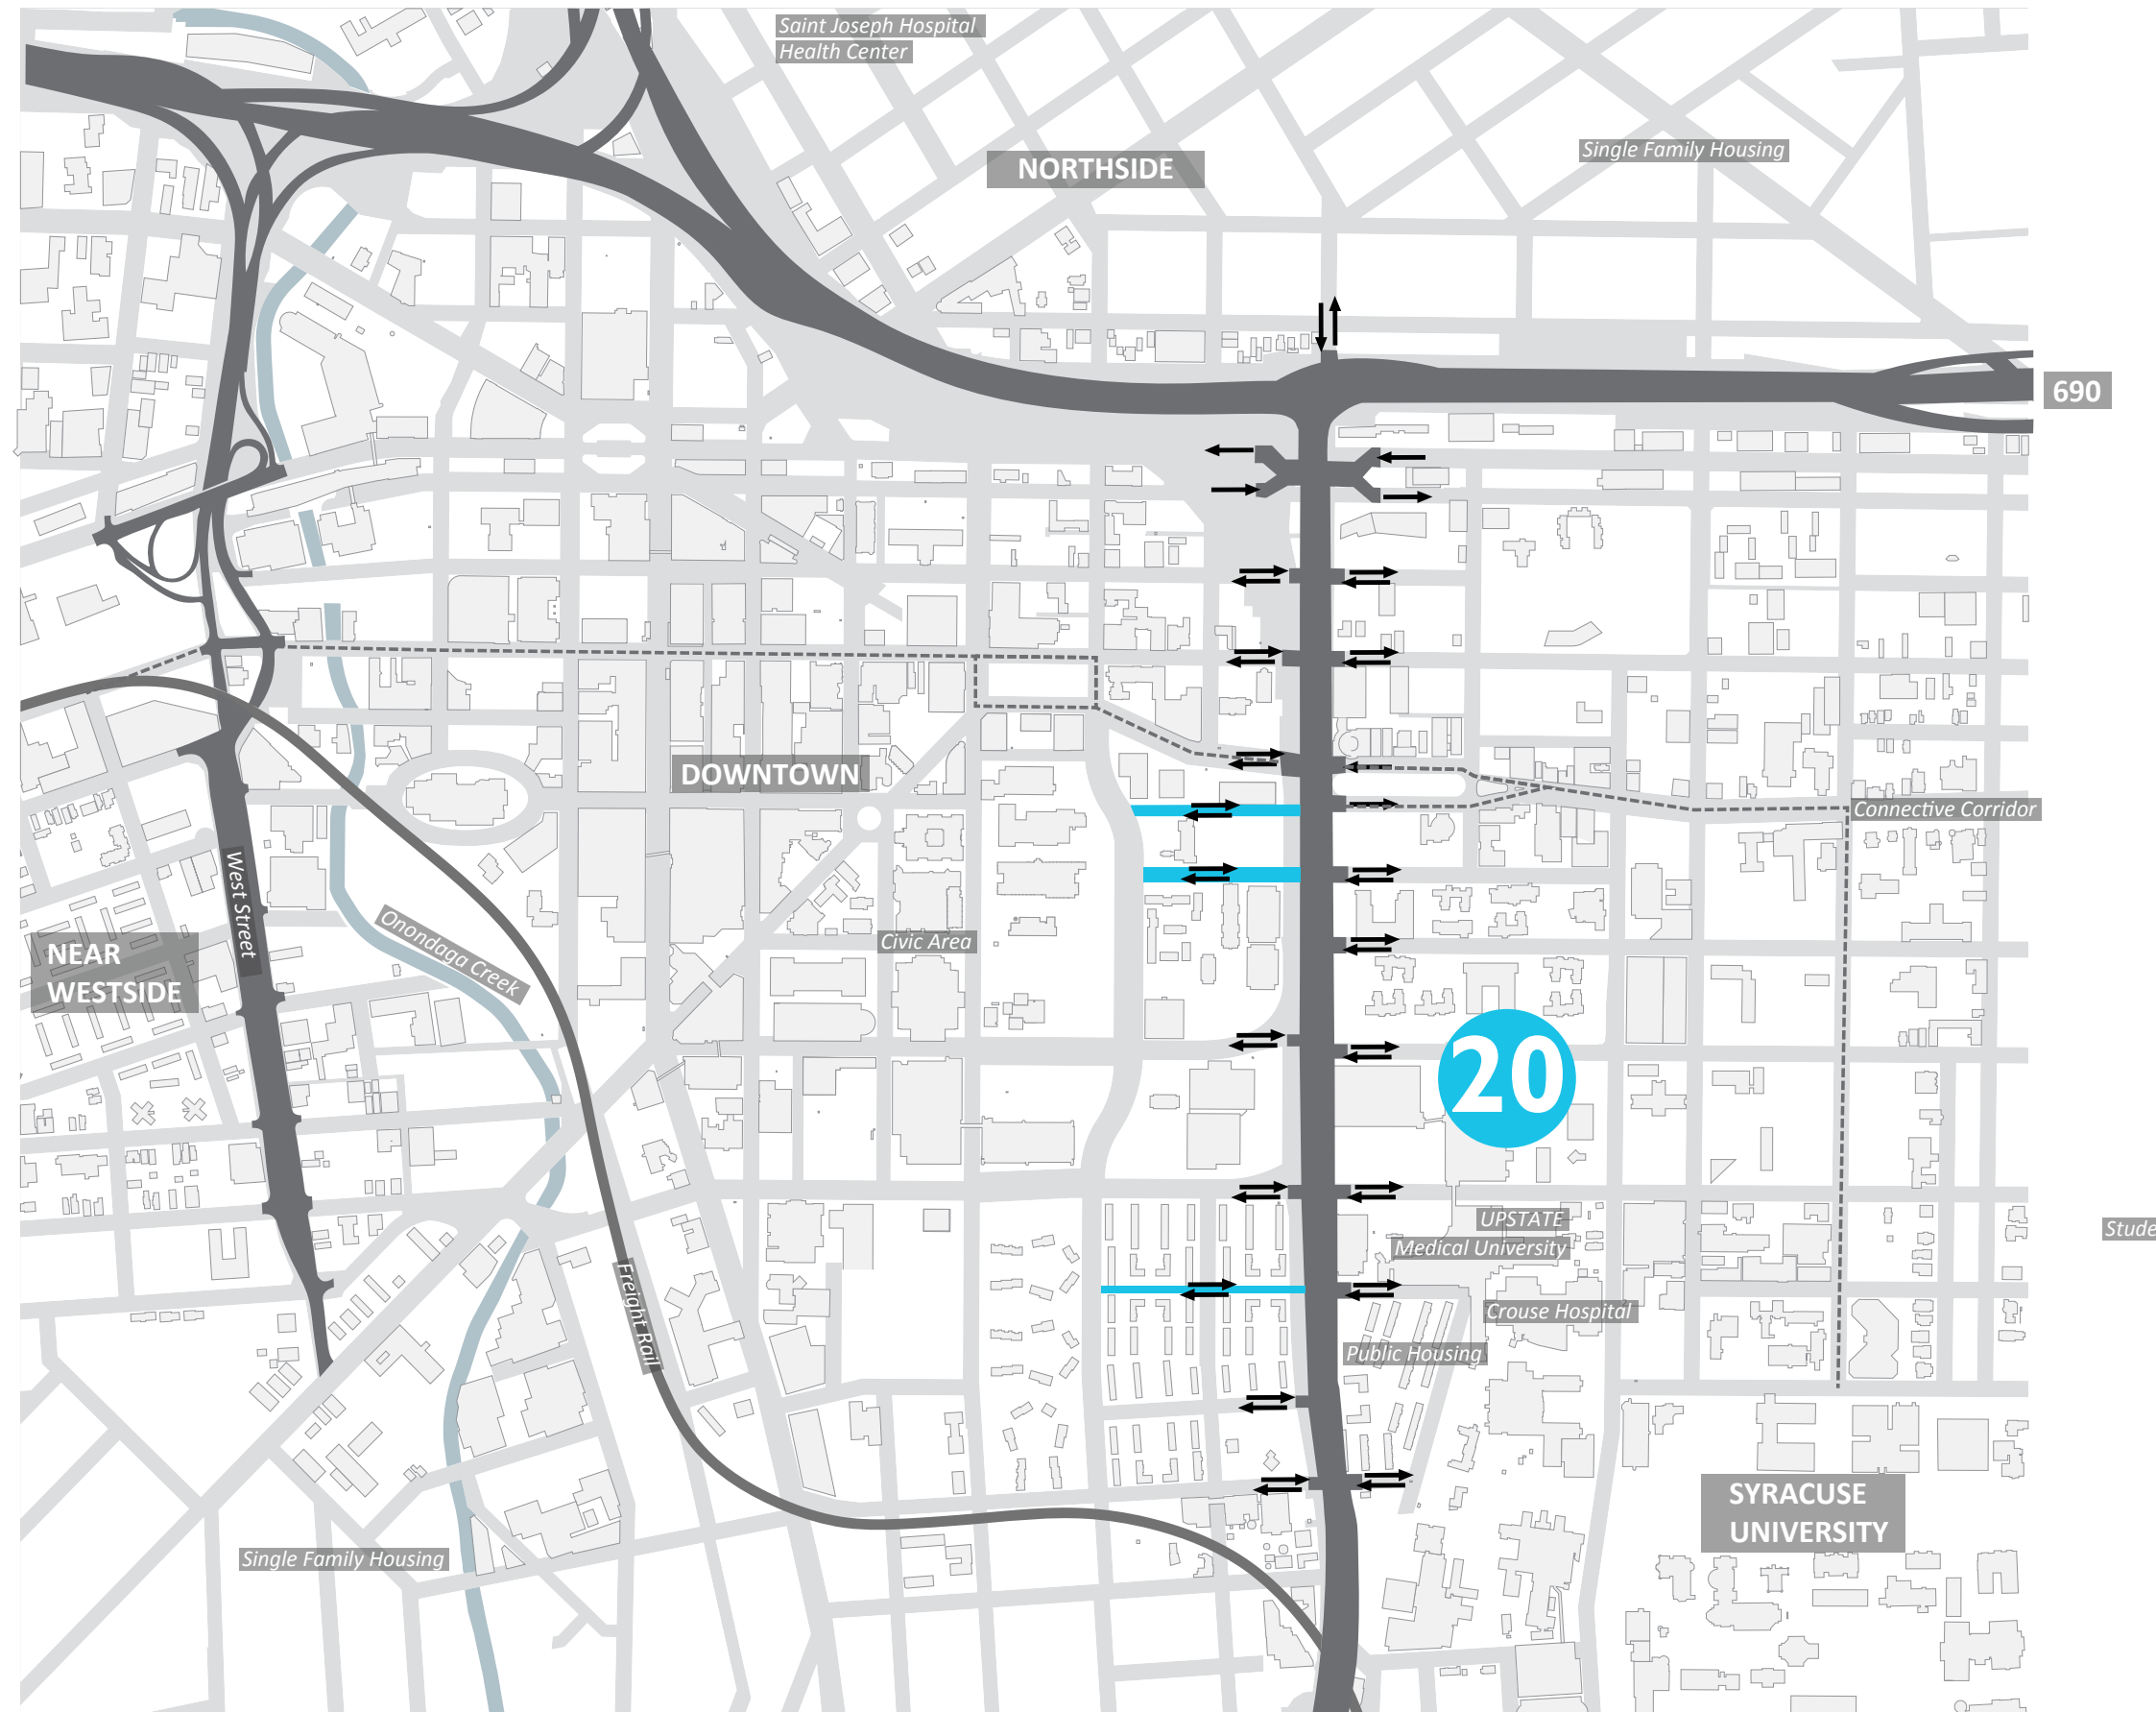 Saint Joseph Hospital
Health Center
Single Family Housing
NORTHSIDE
690
DOWNTOWN
Connective Corridor
West Street
Onondaga Creek
Civic Area
NEAR
WESTSIDE
20
UPSTATE
Medical University
Stude
Crouse Hospital
Freight Rail
Public Housing
SYRACUSE
UNIVERSITY
Single Family Housing